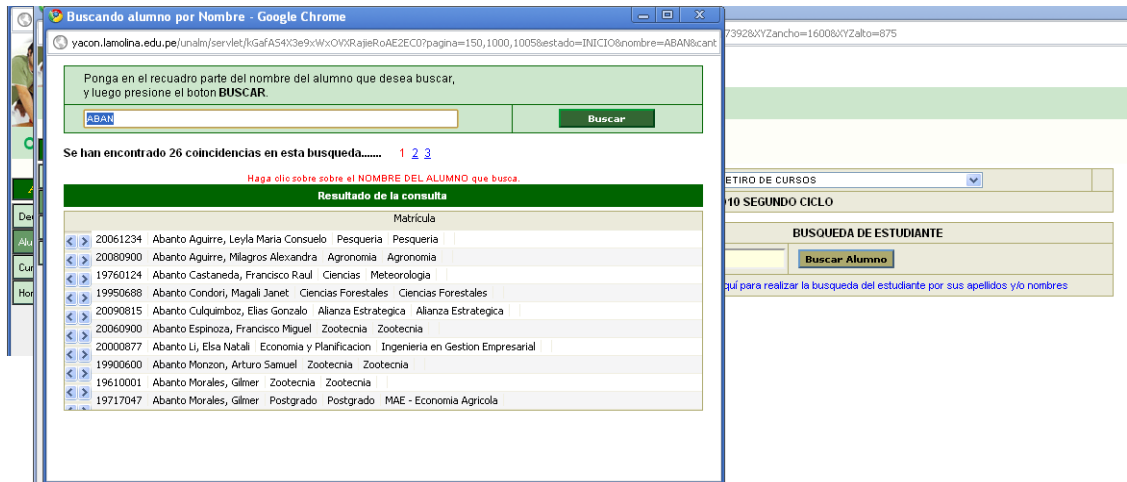 Buscando alumno por Nombre - Google Chrome
yacon.lamolina.edu.pe/unalm/servlet/kGafAS4X3e9xWxOVXRajieRoAE2EC0?pagina=150,1000,1005&estado=INICIO&nombre=ABAN&cant
7392&XYZancho=1600&XYZalto=875
Ponga en el recuadro parte del nombre del alumno que desea buscar,
y luego presione el boton BUSCAR.
ABAN
Buscar
Se han encontrado 26 coincidencias en esta busqueda....... 1 2 3
Haga clic sobre sobre el NOMBRE DEL ALUMNO que busca.
Resultado de la consulta
Matrícula
20061234 Abanto Aguirre, Leyla Maria Consuelo Pesqueria Pesqueria
20080900 Abanto Aguirre, Milagros Alexandra Agronomia Agronomia
19760124 Abanto Castaneda, Francisco Raul Ciencias Meteorologia
19950688 Abanto Condori, Magali Janet Ciencias Forestales Ciencias Forestales
20090815 Abanto Culquimboz, Elias Gonzalo Alianza Estrategica Alianza Estrategica
20060900 Abanto Espinoza, Francisco Miguel Zootecnia Zootecnia
20000877 Abanto Li, Elsa Natali Economia y Planificacion Ingenieria en Gestion Empresarial
19900600 Abanto Monzon, Arturo Samuel Zootecnia Zootecnia
19610001 Abanto Morales, Gilmer Zootecnia Zootecnia
19717047 Abanto Morales, Gilmer Postgrado Postgrado MAE - Economia Agricola
ETIRO DE CURSOS
10 SEGUNDO CICLO
BUSQUEDA DE ESTUDIANTE
Buscar Alumno
quí para realizar la busqueda del estudiante por sus apellidos y/o nombres
Alu
Cur
Hor